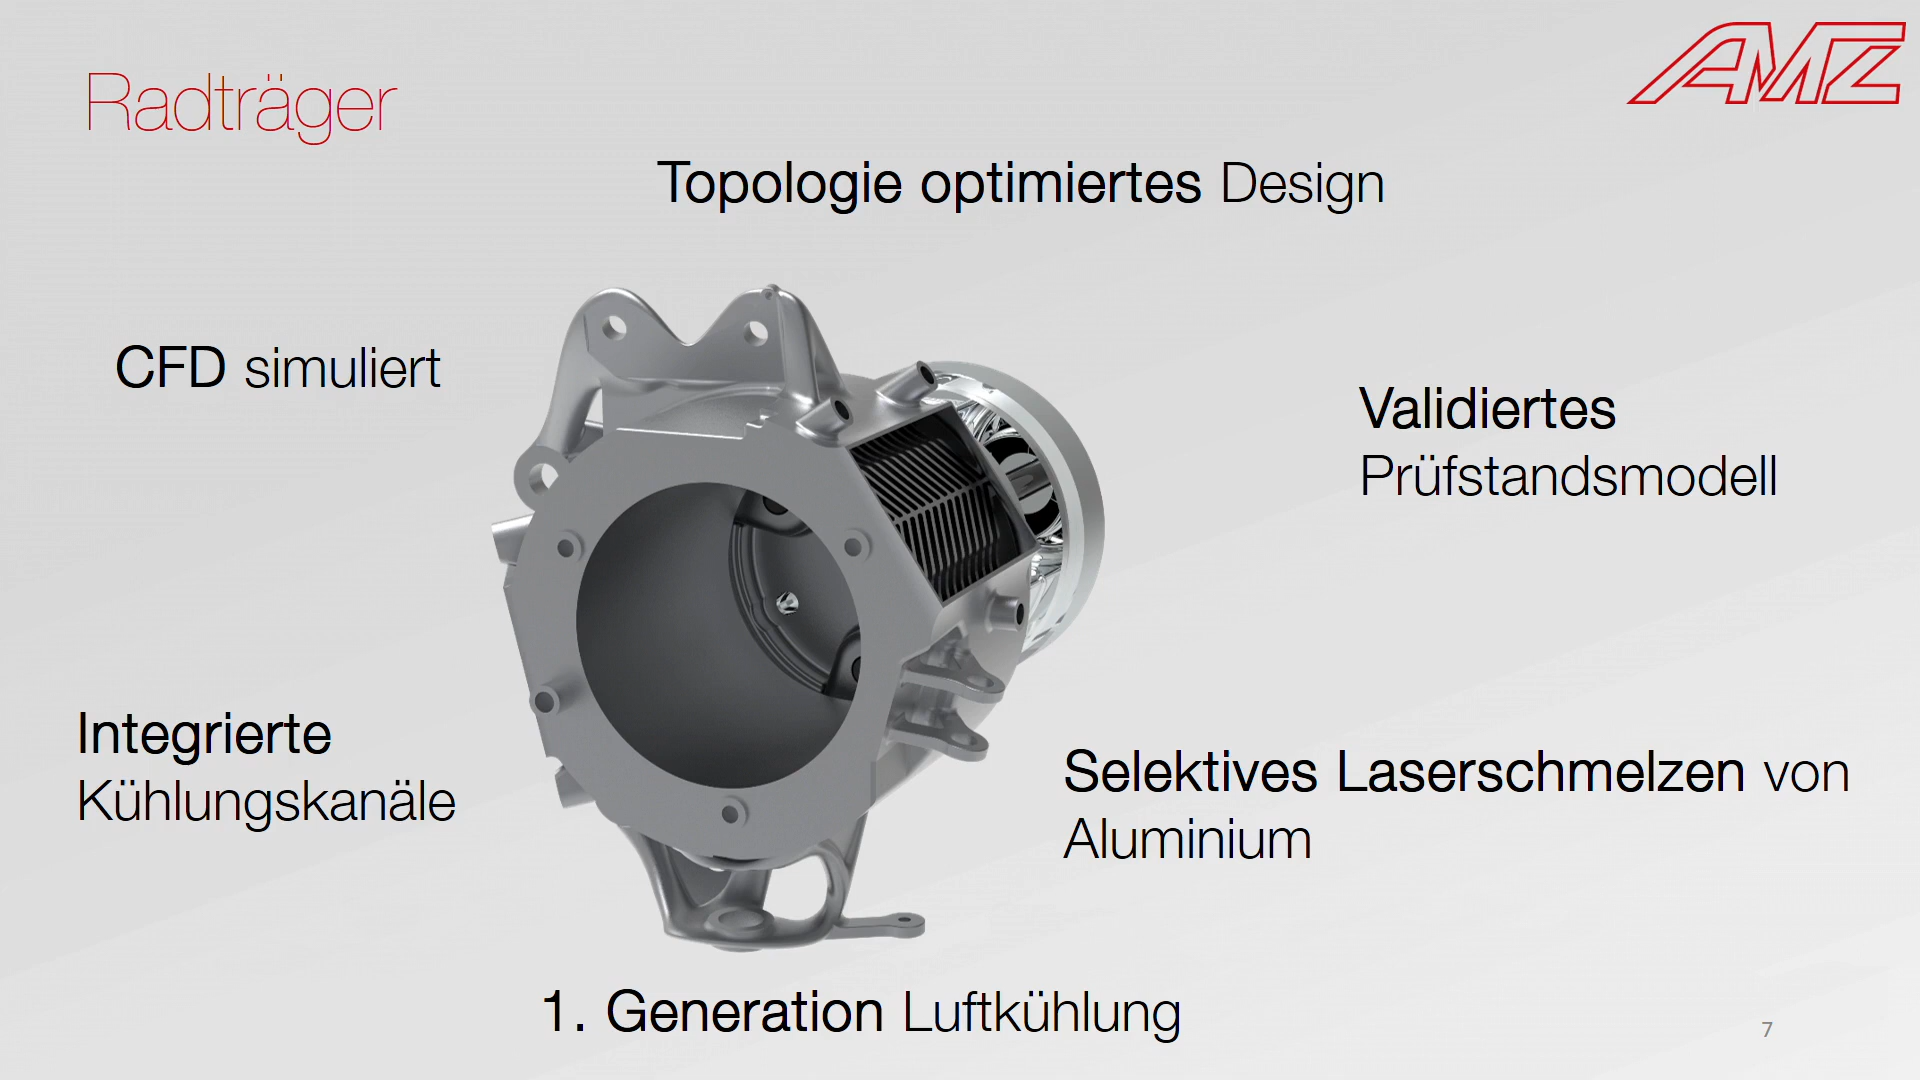 Radträger
AMZ
Topologie optimiertes Design
CFD simuliert
Validiertes
Prüfstandsmodell
Integrierte
Kühlungskanäle
Selektives Laserschmelzen von
Aluminium
1. Generation Luftkühlung
7